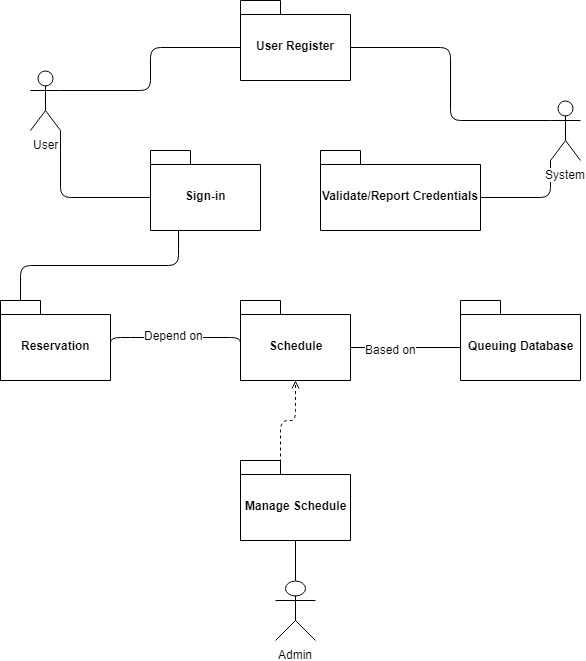 User Register
User
System
Sign-in
Validate/Report Credentials
Reservation
Depend on
Schedule
Based on
Queuing Database
Manage Schedule
Admin